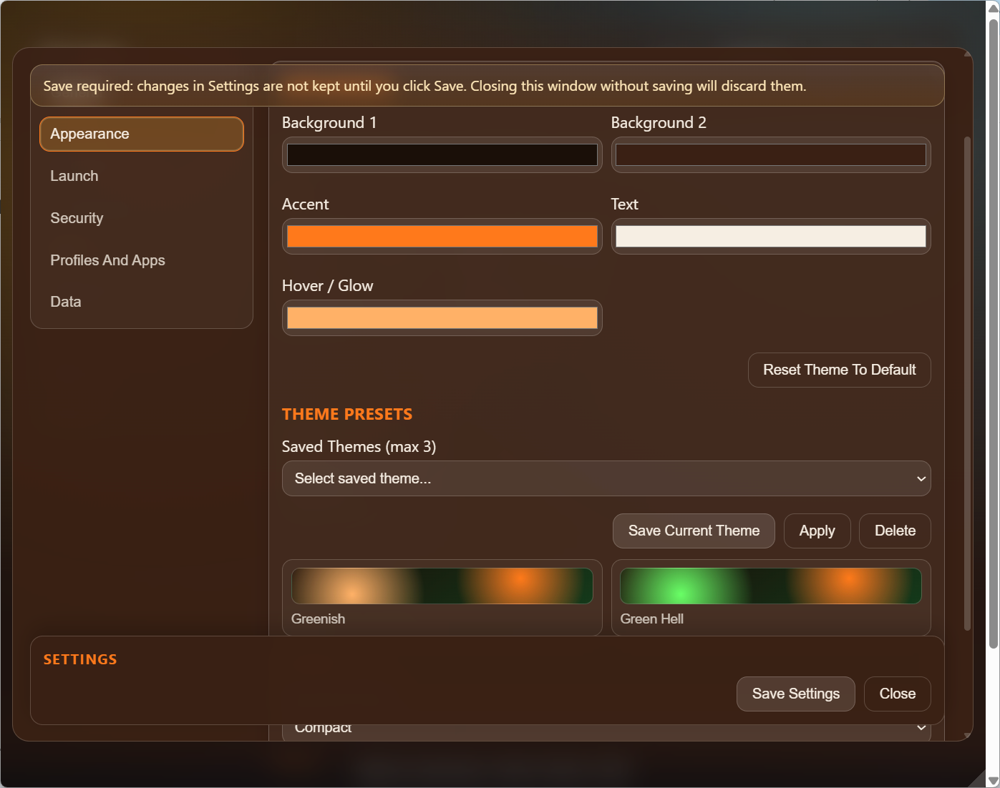 Save required: changes in Settings are not kept until you click Save. Closing this window without saving will discard them.
Appearance
Launch
Security
Profiles And Apps
Data
Background 1
Background 2
Accent
Text
Hover / Glow
Reset Theme To Default
THEME PRESETS
Saved Themes (max 3)
Select saved theme...
Save Current Theme
Apply
Delete
Greenish
Green Hell
SETTINGS
Save Settings
Close
Compact